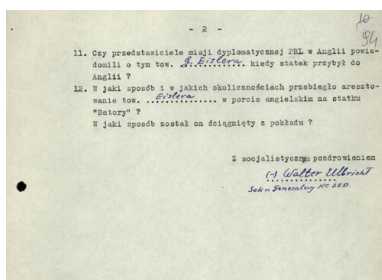 - 2 -
10
94
11. Czy przedstawiciele misji dyplomatycznej PRL w Anglii powia-
domili o tym tow. G. Eislera. kiedy statek przybył do
Anglii ?
12. W jaki sposób i w jakich okolicznościach przebiegło areszto-
wanie tow. Eislera w porcie angielskim na statku
"Batory" ?
W jaki sposób został on ściągnięty z pokładu ?
Z socjalistycznym pozdrowieniem
(-) Walter Ulbricht
Sekr. Generalny KC SED.